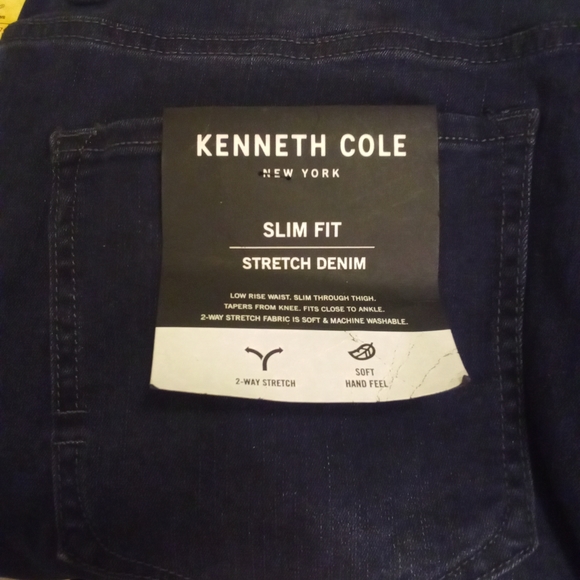 KENNETH COLE
NEW YORK
SLIM FIT
STRETCH DENIM
LOW RISE WAIST. SLIM THROUGH THIGH.
TAPERS FROM KNEE. FITS CLOSE TO ANKLE.
2-WAY STRETCH FABRIC IS SOFT & MACHINE WASHABLE.
2-WAY STRETCH
SOFT
HAND FEEL